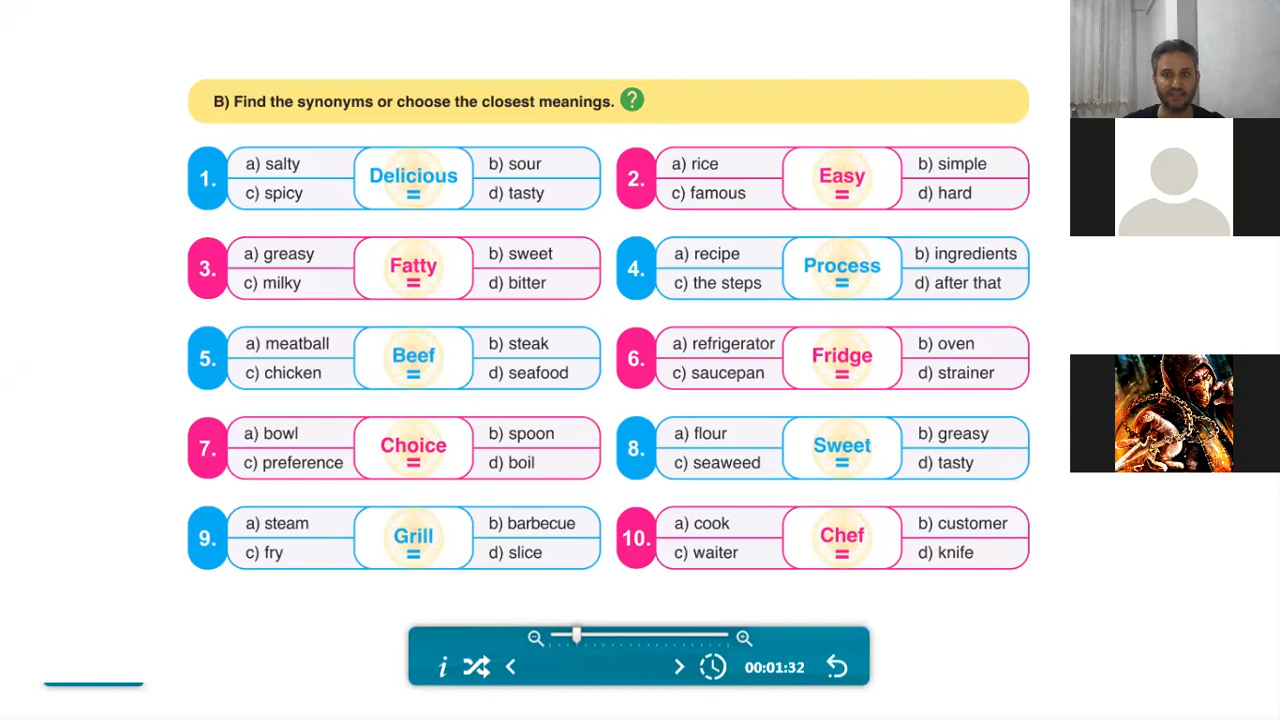 B) Find the synonyms or choose the closest meanings. ?
1. a) salty Delicious = b) sour
c) spicy d) tasty
2. a) rice Easy = b) simple
c) famous d) hard
3. a) greasy Fatty = b) sweet
c) milky d) bitter
4. a) recipe Process = b) ingredients
c) the steps d) after that
5. a) meatball Beef = b) steak
c) chicken d) seafood
6. a) refrigerator Fridge = b) oven
c) saucepan d) strainer
7. a) bowl Choice = b) spoon
c) preference d) boil
8. a) flour Sweet = b) greasy
c) seaweed d) tasty
9. a) steam Grill = b) barbecue
c) fry d) slice
10. a) cook Chef = b) customer
c) waiter d) knife
i 00:01:32